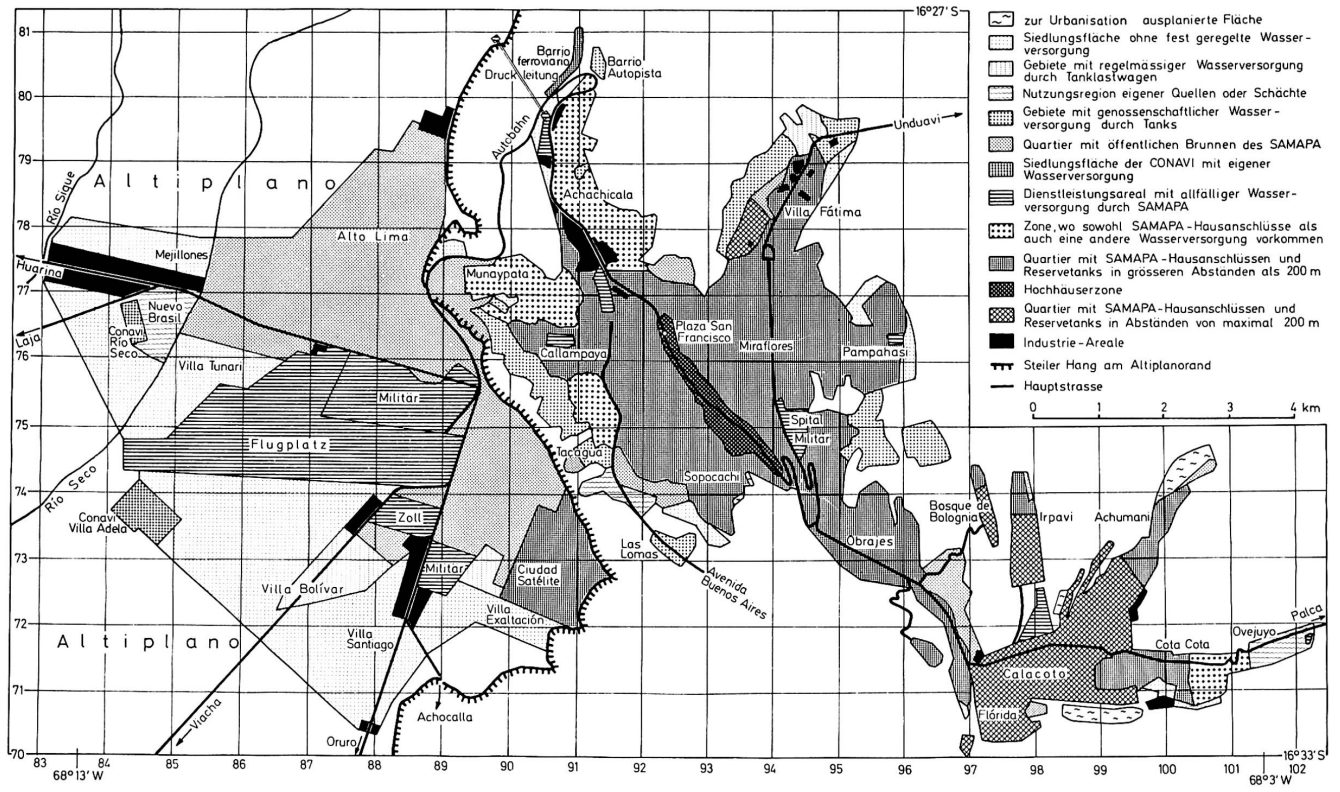 16°27' S
81
80
79
78
77
76
75
74
73
72
71
70
Barrio
ferroviario
Druckleitung
Barrio
Autopista
Autobahn
Unduavi
Altiplano
Río Sique
Achachicala
Villa Fátima
Alto Lima
Mejillones
Huarina
Munaypata
Nuevo
Brasil
Conavi
Río
Seco
Laja
Plaza San
Francisco
Miraflores
Callampaya
Pampahasi
Villa Tunari
Militär
Flugplatz
Spital
Militär
Tacagua
Sopocachi
Río Seco
Conavi
Villa Adela
Zoll
Bosque de
Bolognia
Irpavi
Achumani
Obrajes
Las
Lomas
Militär
Ciudad
Satélite
Avenida
Buenos Aires
Villa Bolívar
Villa
Exaltación
Altiplano
Villa
Santiago
Palca
Ovejuyo
Cota Cota
Calacoto
Flórida
Viacha
Achocalla
Oruro
16°33' S
83 84 85 86 87 88 89 90 91 92 93 94 95 96 97 98 99 100 101 102
68°13' W
68°3' W
zur Urbanisation ausplanierte Fläche
Siedlungsfläche ohne fest geregelte Wasser-
versorgung
Gebiete mit regelmässiger Wasserversorgung
durch Tanklastwagen
Nutzungsregion eigener Quellen oder Schächte
Gebiete mit genossenschaftlicher Wasser-
versorgung durch Tanks
Quartier mit öffentlichen Brunnen des SAMAPA
Siedlungsfläche der CONAVI mit eigener
Wasserversorgung
Dienstleistungsareal mit allfälliger Wasser-
versorgung durch SAMAPA
Zone, wo sowohl SAMAPA-Hausanschlüsse als
auch eine andere Wasserversorgung vorkommen
Quartier mit SAMAPA-Hausanschlüssen und
Reservetanks in grösseren Abständen als 200 m
Hochhäuserzone
Quartier mit SAMAPA-Hausanschlüssen und
Reservetanks in Abständen von maximal 200 m
Industrie-Areale
Steiler Hang am Altiplanorand
Hauptstrasse
0 1 2 3 4 km